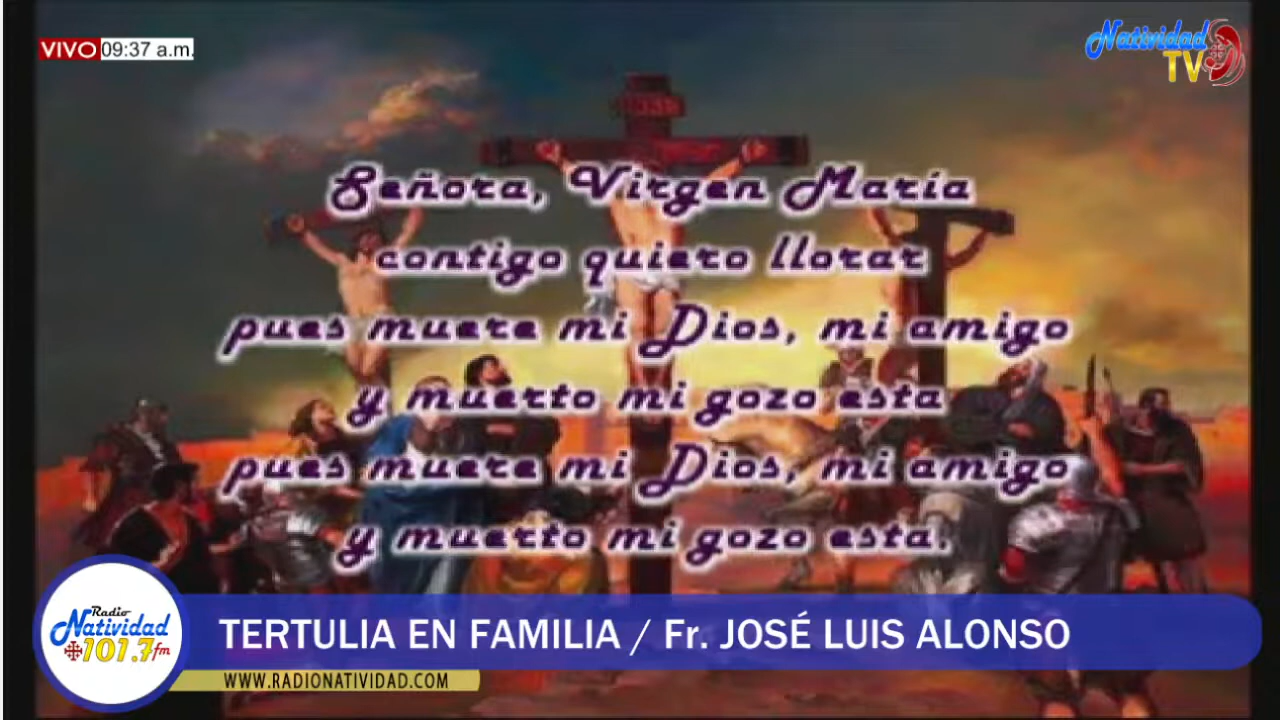 VIVO 09:37 a.m.
Natividad
TV
Señora, Virgen María
contigo quiero llorar
pues muere mi Dios, mi amigo
y muerto mi gozo esta
pues muere mi Dios, mi amigo
y muerto mi gozo esta.
Radio
Natividad
101.7 fm
TERTULIA EN FAMILIA / Fr. JOSÉ LUIS ALONSO
WWW.RADIONATIVIDAD.COM